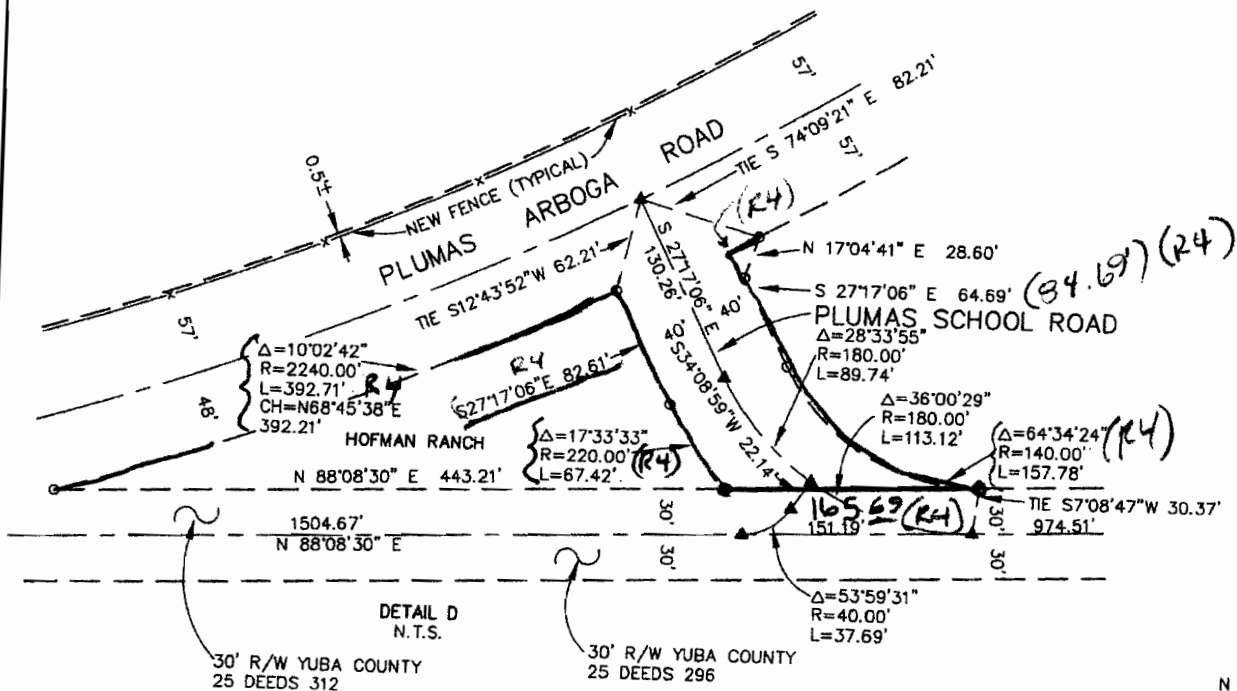 57'
S 74°09'21" E 82.21'
TIE
ROAD
57'
0.5'±
NEW FENCE (TYPICAL)
ARBOGA
PLUMAS
(R4)
N 17°04'41" E 28.60'
S 27°17'06" E 64.69' (84.69') (R4)
PLUMAS SCHOOL ROAD
S 27°17'06" E
130.26'
40'
40'
TIE S12°43'52"W 62.21'
57'
48'
Δ=10°02'42"
R=2240.00'
L=392.71' R4
CH=N68°45'38"E
392.21'
R4
(S27°17'06"E 82.61'
HOFMAN RANCH
Δ=28°33'55"
R=180.00'
L=89.74'
S34°08'59"W 22.14'
Δ=36°00'29"
R=180.00'
L=113.12'
Δ=17°33'33"
R=220.00'
L=67.42' (R4)
Δ=64°34'24" (R4)
R=140.00'
L=157.78'
N 88°08'30" E 443.21'
TIE S7°08'47"W 30.37'
165.69 (R4)
151.19'
974.51'
1504.67'
N 88°08'30" E
30'
30'
30'
30'
Δ=53°59'31"
R=40.00'
L=37.69'
DETAIL D
N.T.S.
30' R/W YUBA COUNTY
25 DEEDS 312
30' R/W YUBA COUNTY
25 DEEDS 296
N